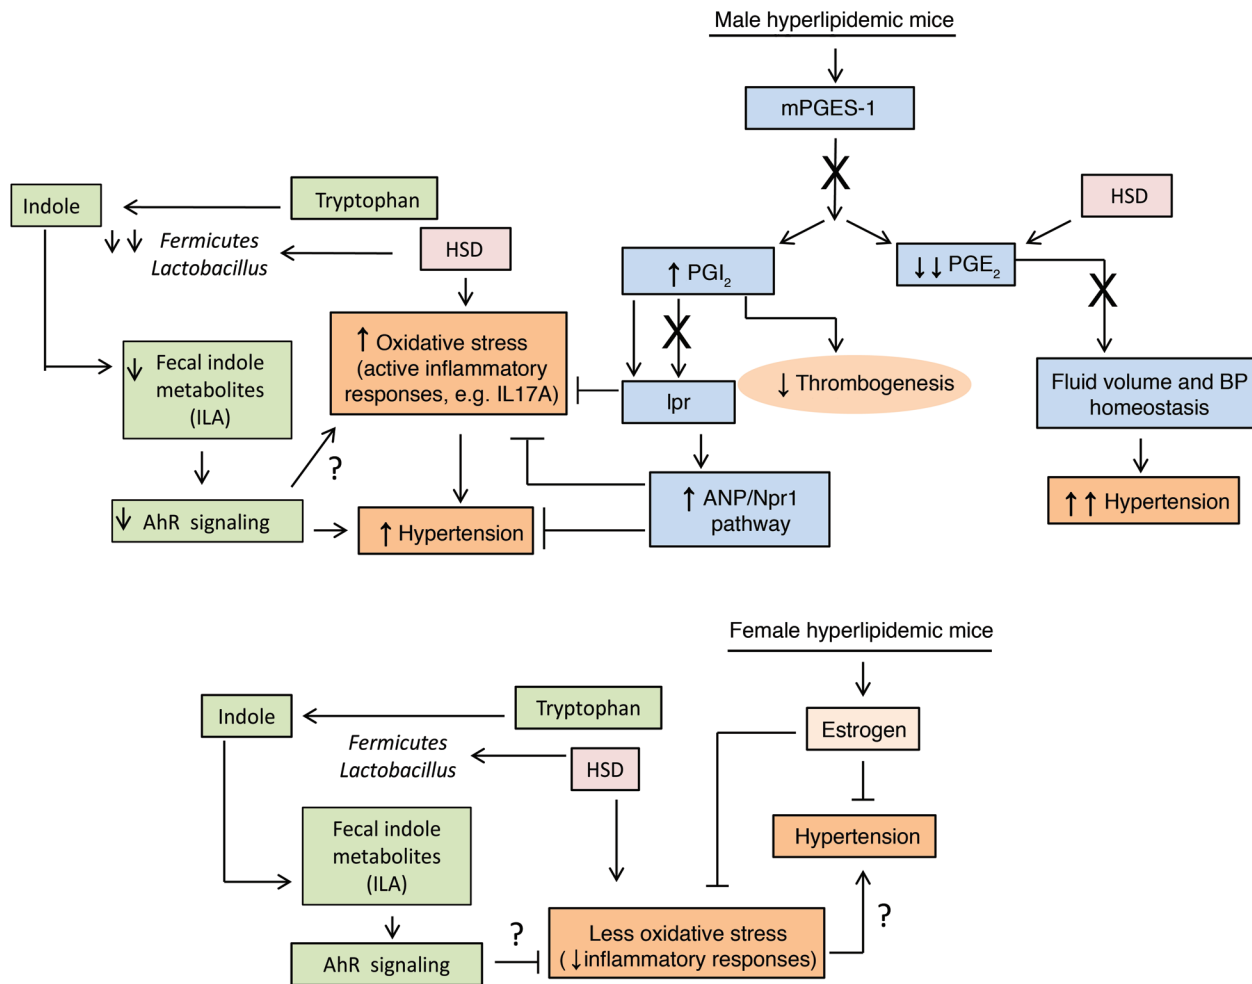 Male hyperlipidemic mice
mPGES-1
X
HSD
Tryptophan
Indole
↓↓ Fermicutes
Lactobacillus
HSD
↑ PGI₂
↓↓ PGE₂
X
X
↑ Oxidative stress
(active inflammatory
responses, e.g. IL17A)
↓ Fecal indole
metabolites
(ILA)
Ipr
↓ Thrombogenesis
Fluid volume and BP
homeostasis
?
↑ ANP/Npr1
pathway
↑↑ Hypertension
↓ AhR signaling
↑ Hypertension
Female hyperlipidemic mice
Tryptophan
Indole
Estrogen
Fermicutes
Lactobacillus
HSD
Fecal indole
metabolites
(ILA)
Hypertension
?
?
Less oxidative stress
(↓inflammatory responses)
AhR signaling